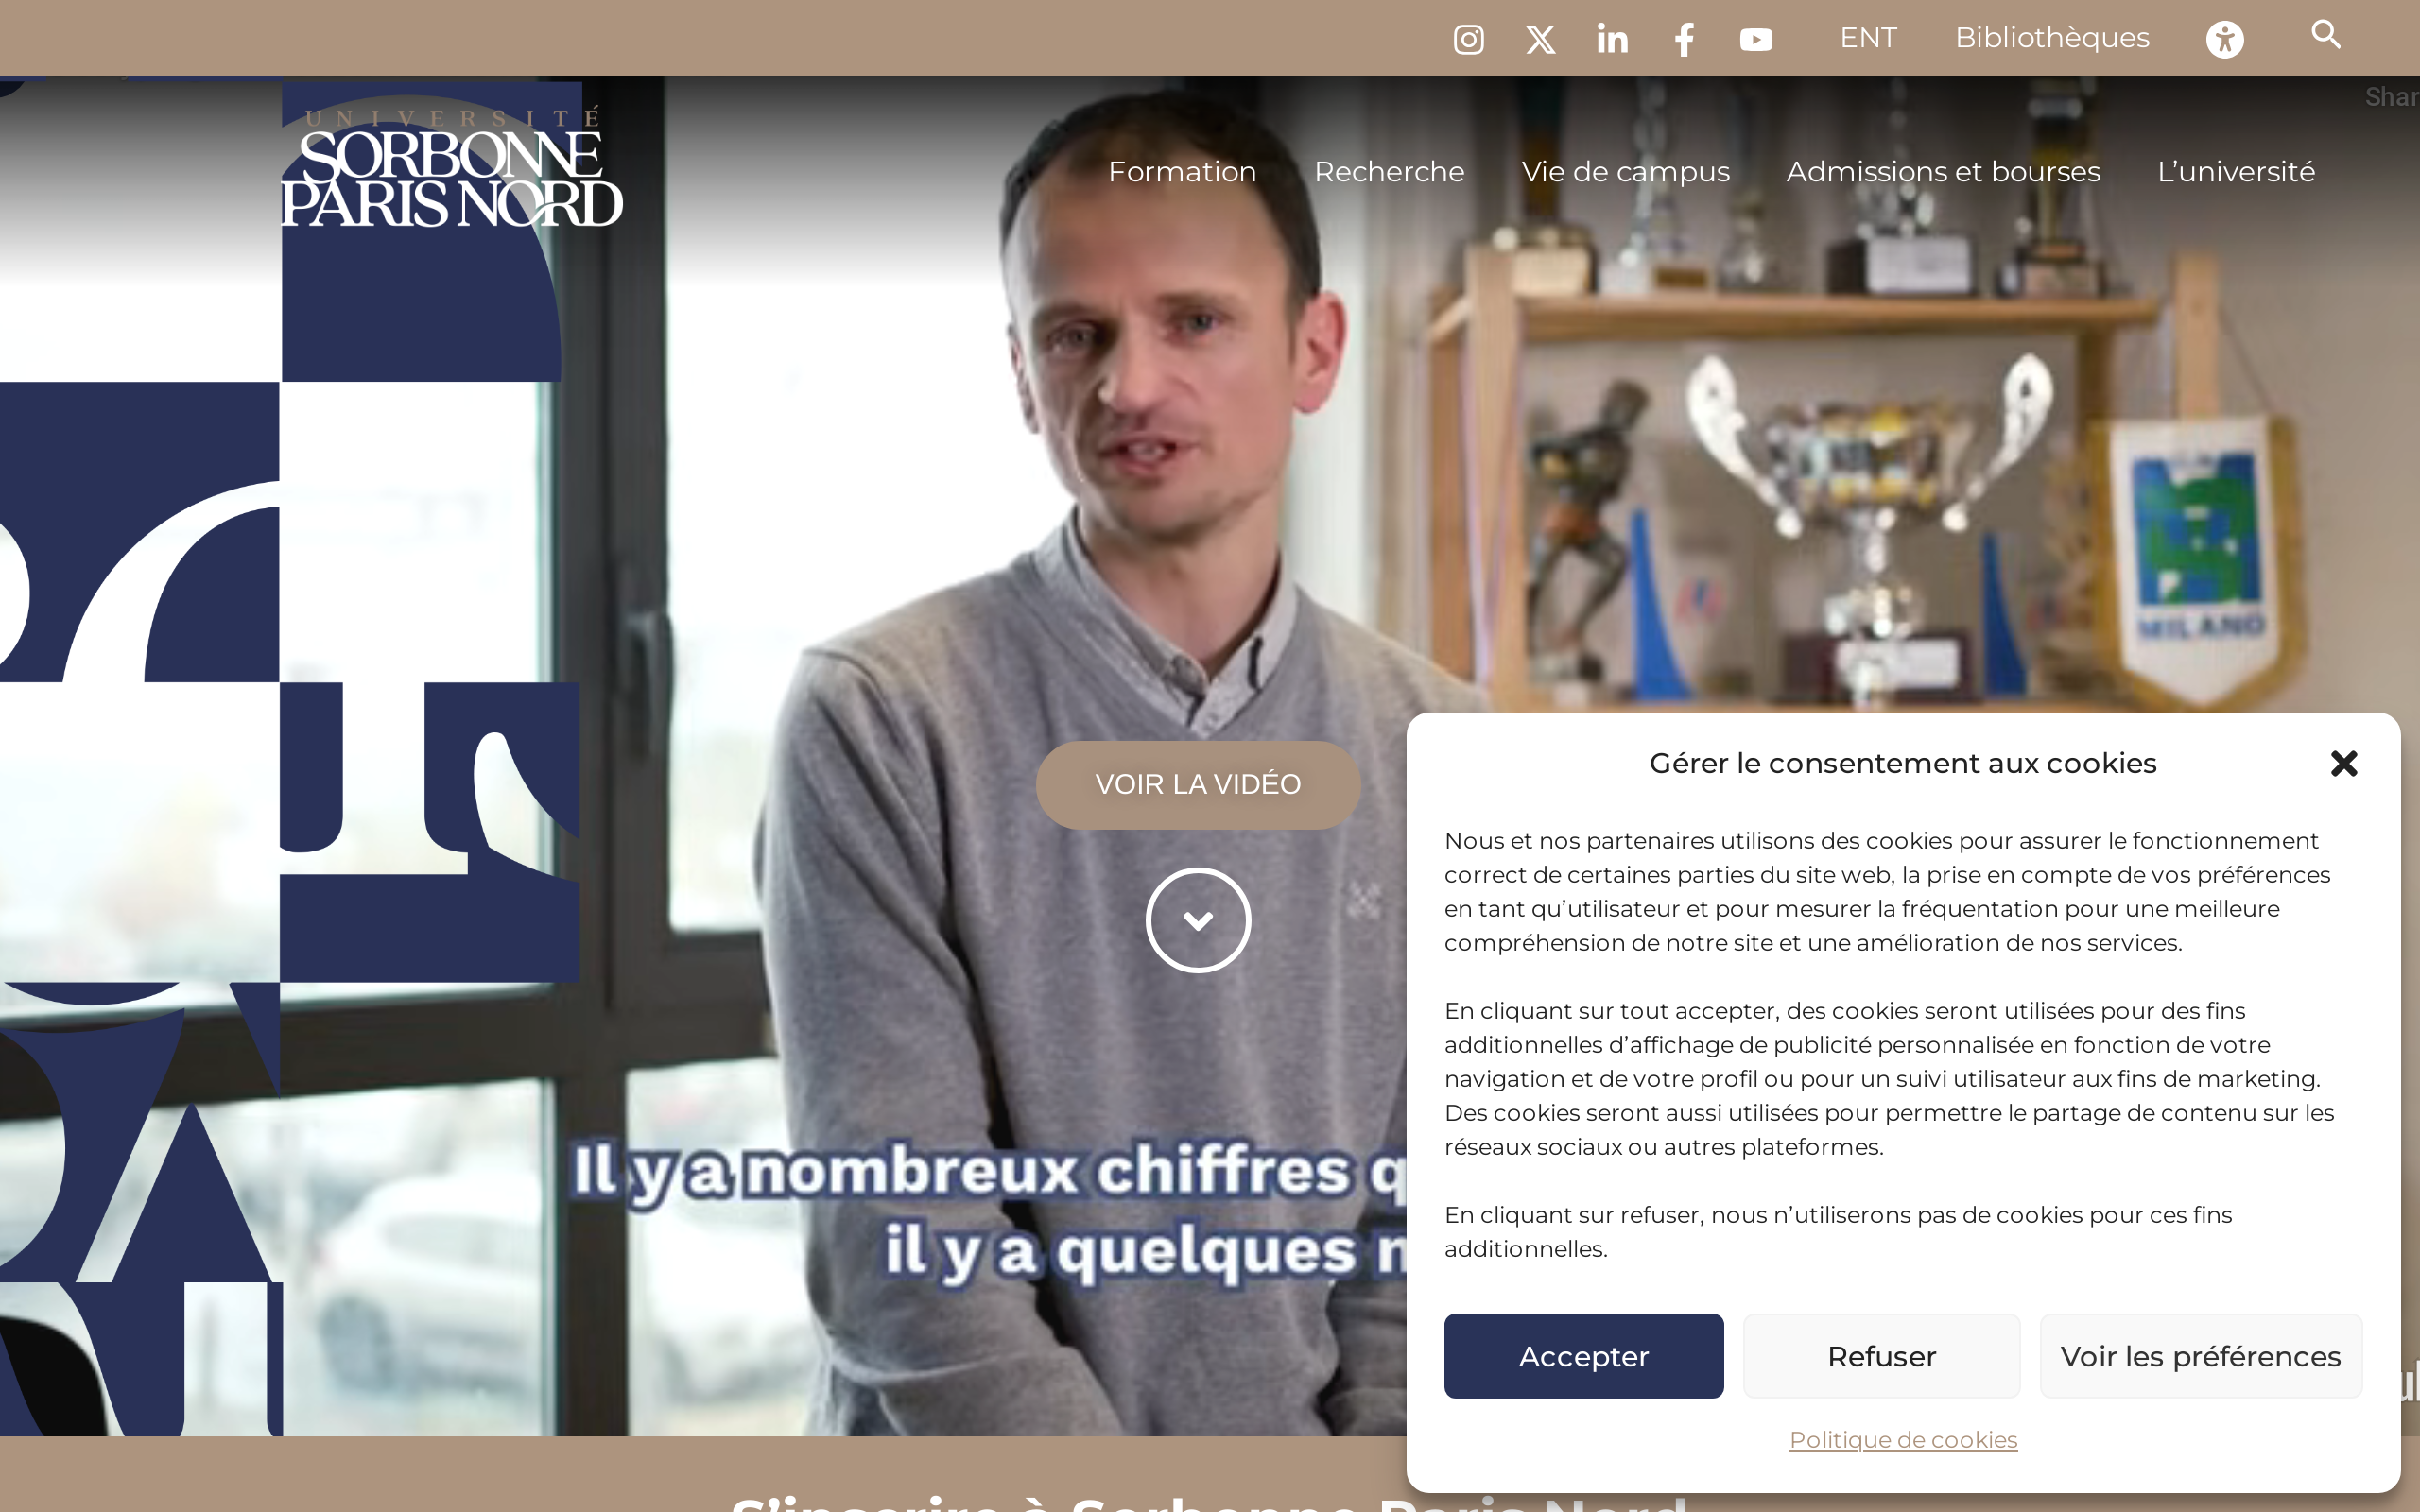 ENT
Bibliothèques
Shar
UNIVERSITÉ
SORBONNE
PARIS NORD
Formation
Recherche
Vie de campus
Admissions et bourses
L’université
MILANO
VOIR LA VIDÉO
Il y a nombreux chiffres q
il y a quelques
Gérer le consentement aux cookies
Nous et nos partenaires utilisons des cookies pour assurer le fonctionnement
correct de certaines parties du site web, la prise en compte de vos préférences
en tant qu’utilisateur et pour mesurer la fréquentation pour une meilleure
compréhension de notre site et une amélioration de nos services.
En cliquant sur tout accepter, des cookies seront utilisées pour des fins
additionnelles d’affichage de publicité personnalisée en fonction de votre
navigation et de votre profil ou pour un suivi utilisateur aux fins de marketing.
Des cookies seront aussi utilisées pour permettre le partage de contenu sur les
réseaux sociaux ou autres plateformes.
En cliquant sur refuser, nous n’utiliserons pas de cookies pour ces fins
additionnelles.
Accepter
Refuser
Voir les préférences
Politique de cookies
S’inscrire à Sorbonne Paris Nord